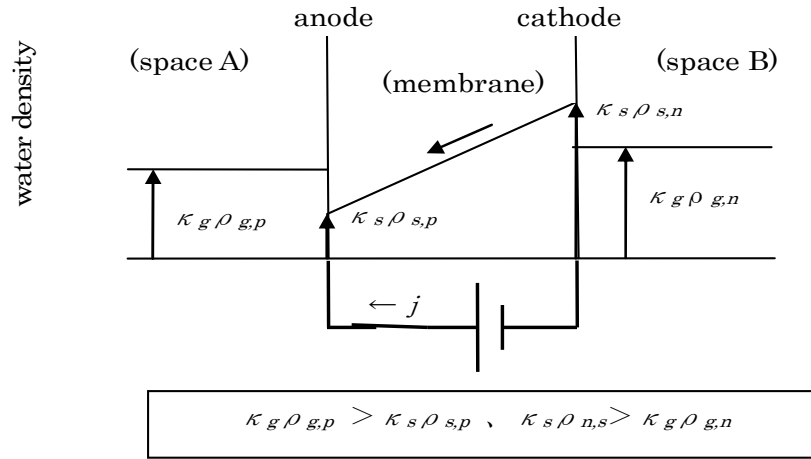 anode cathode
water density
(space A) (space B)
(membrane)
κ s ρ s,n
κ g ρ g,p κ s ρ s,p κ g ρ g,n
← j
κ g ρ g,p ＞ κ s ρ s,p 、 κ s ρ n,s＞ κ g ρ g,n